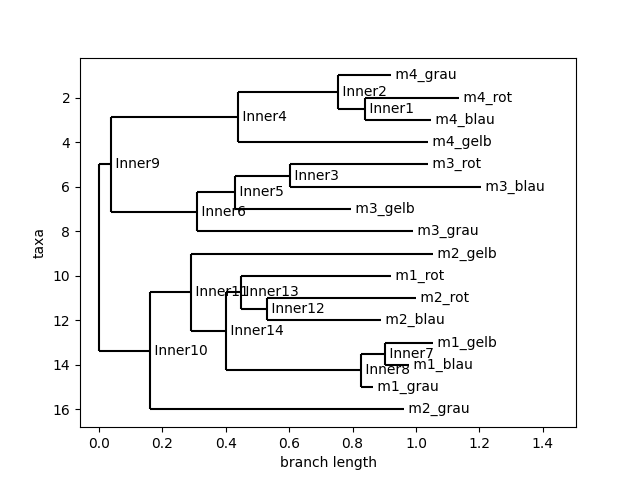 m4_grau
Inner2
m4_rot
2
Inner1
Inner4
m4_blau
4
m4_gelb
Inner9
m3_rot
Inner3
6
m3_blau
Inner5
Inner6
m3_gelb
8
m3_grau
taxa
m2_gelb
10
m1_rot
Inner11
Inner13
m2_rot
Inner12
12
m2_blau
Inner14
m1_gelb
Inner10
Inner7
14
m1_blau
Inner8
m1_grau
16
m2_grau
0.0 0.2 0.4 0.6 0.8 1.0 1.2 1.4
branch length